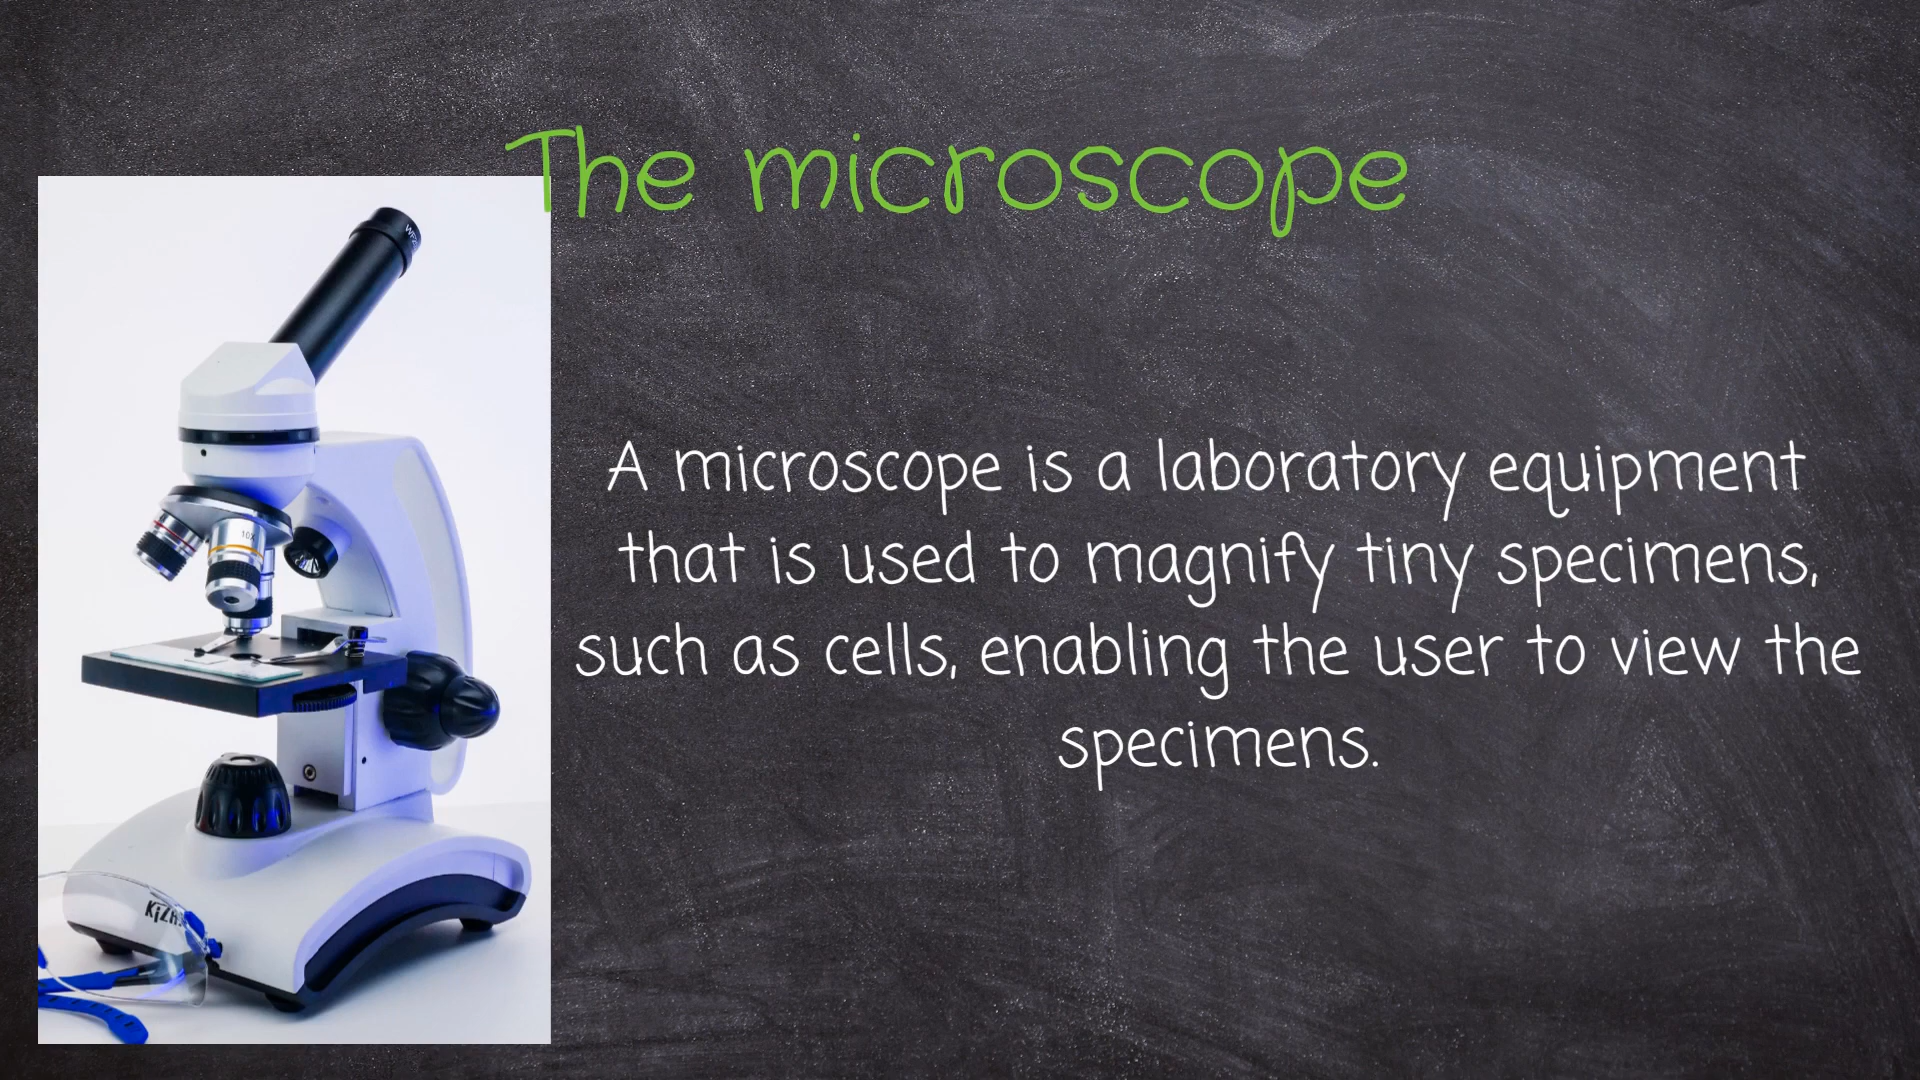 The microscope
A microscope is a laboratory equipment
that is used to magnify tiny specimens,
such as cells, enabling the user to view the
specimens.
10X